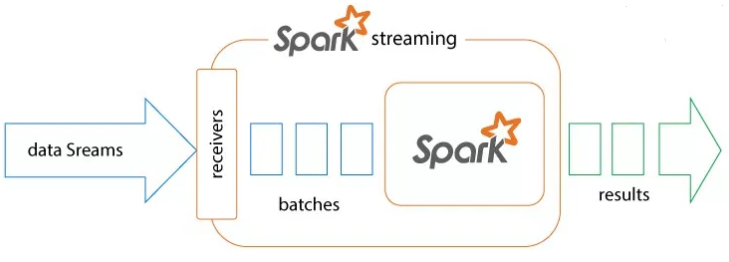 Spark streaming
data Sreams
receivers
batches
Spark
results